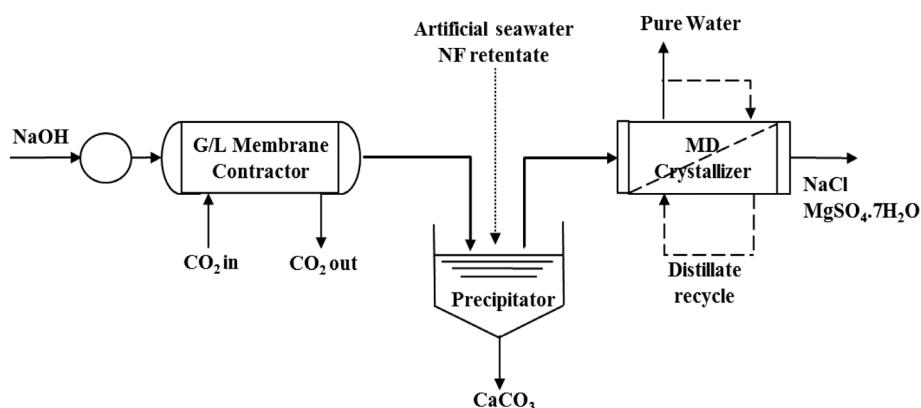 Artificial seawater
NF retentate
Pure Water
NaOH
G/L Membrane
Contractor
MD
Crystallizer
NaCl
MgSO₄.7H₂O
CO₂ in
CO₂ out
Precipitator
Distillate
recycle
CaCO₃